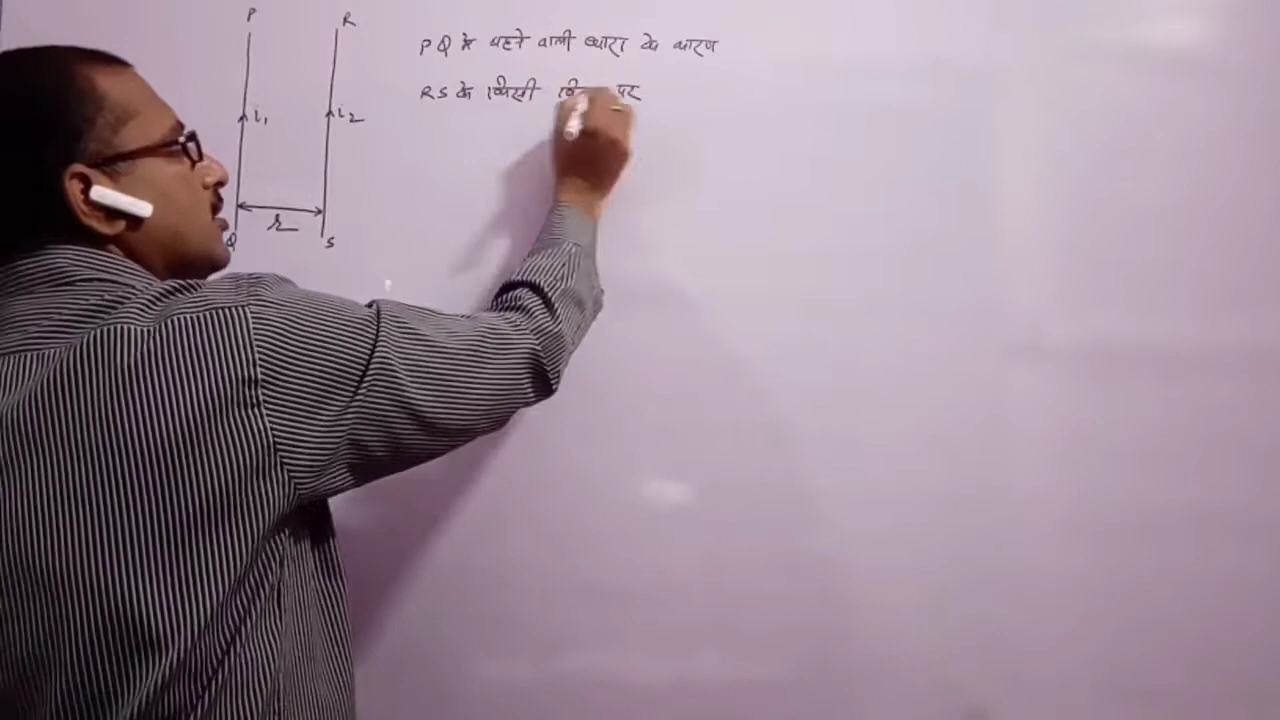 P R
i₁ i₂
r
Q S
PQ में बहने वाली धारा के कारण
RS के किसी पर